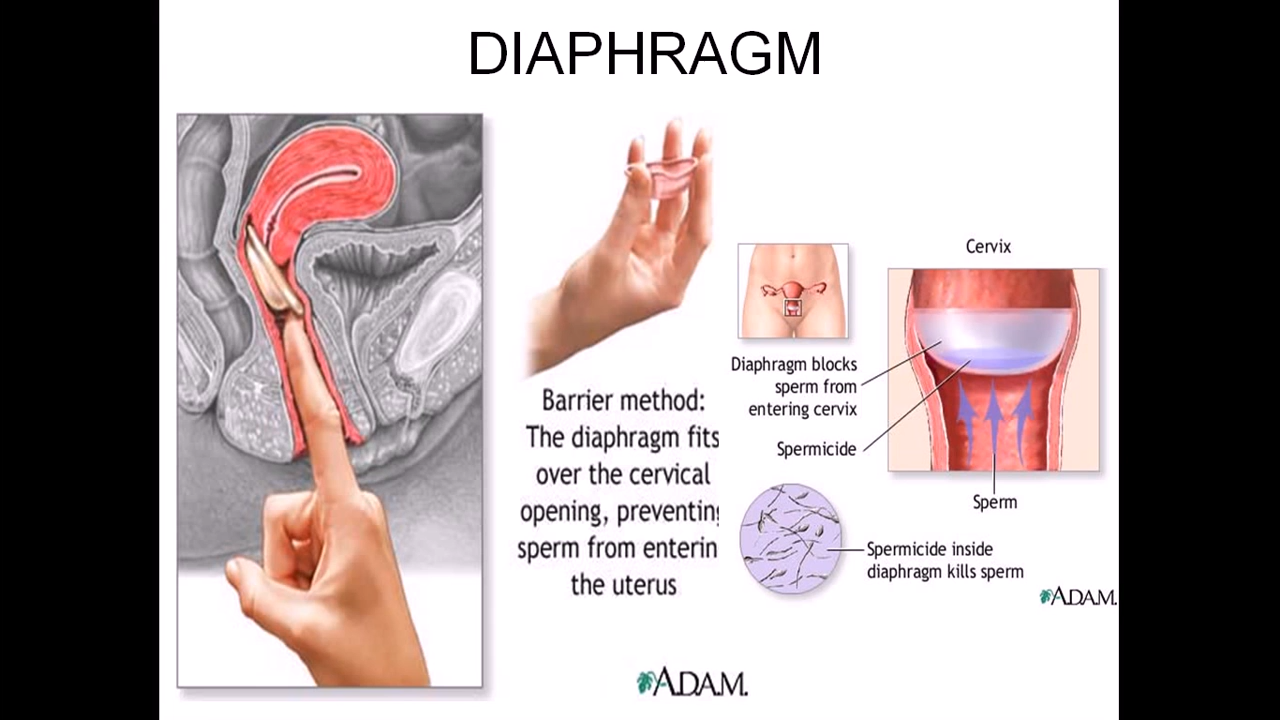 DIAPHRAGM
Barrier method:
The diaphragm fits
over the cervical
opening, preventing
sperm from enterin
the uterus
A.D.A.M.
Cervix
Diaphragm blocks
sperm from
entering cervix
Spermicide
Sperm
Spermicide inside
diaphragm kills sperm
A.D.A.M.